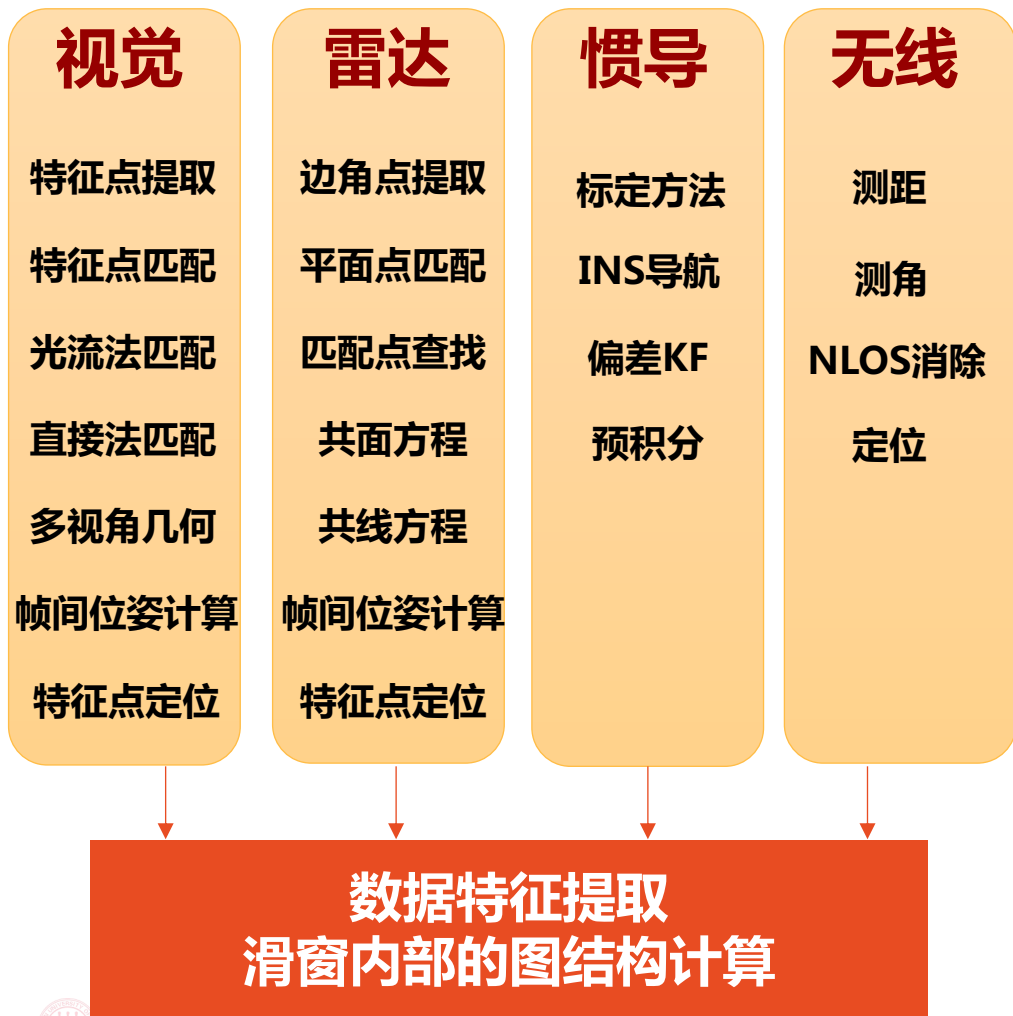 视觉
特征点提取
特征点匹配
光流法匹配
直接法匹配
多视角几何
帧间位姿计算
特征点定位
雷达
边角点提取
平面点匹配
匹配点查找
共面方程
共线方程
帧间位姿计算
特征点定位
惯导
标定方法
INS导航
偏差KF
预积分
无线
测距
测角
NLOS消除
定位
数据特征提取
滑窗内部的图结构计算